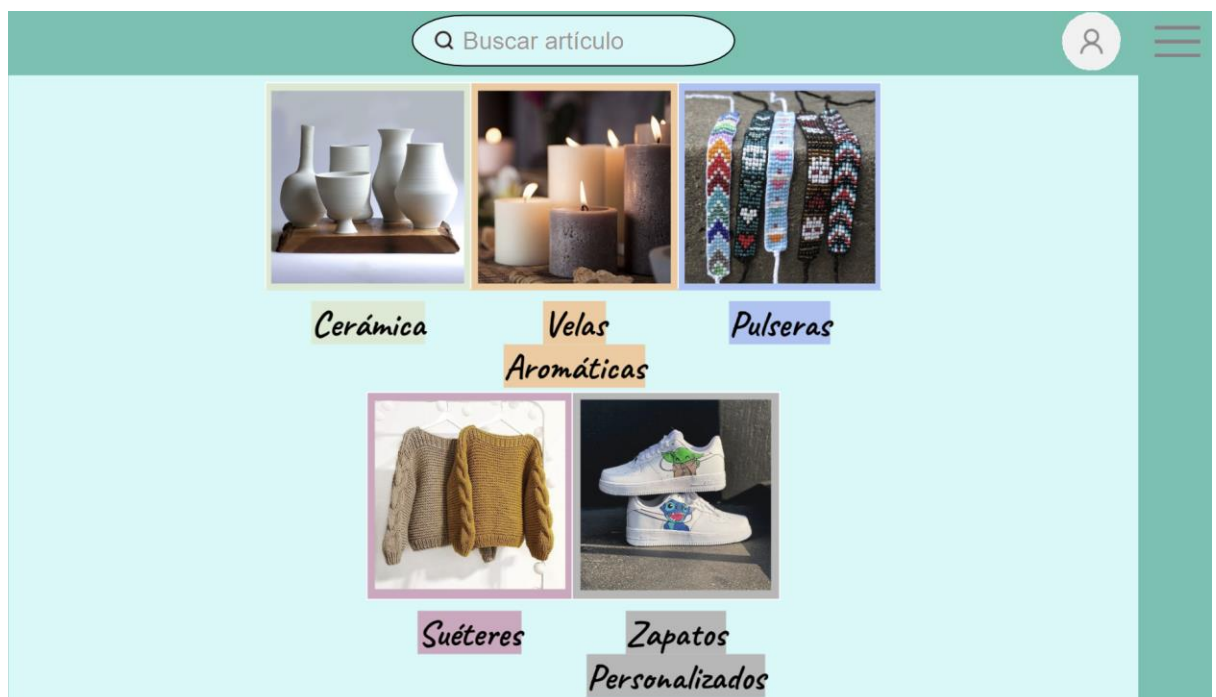 Buscar artículo
Cerámica
Velas
Aromáticas
Pulseras
Suéteres
Zapatos
Personalizados